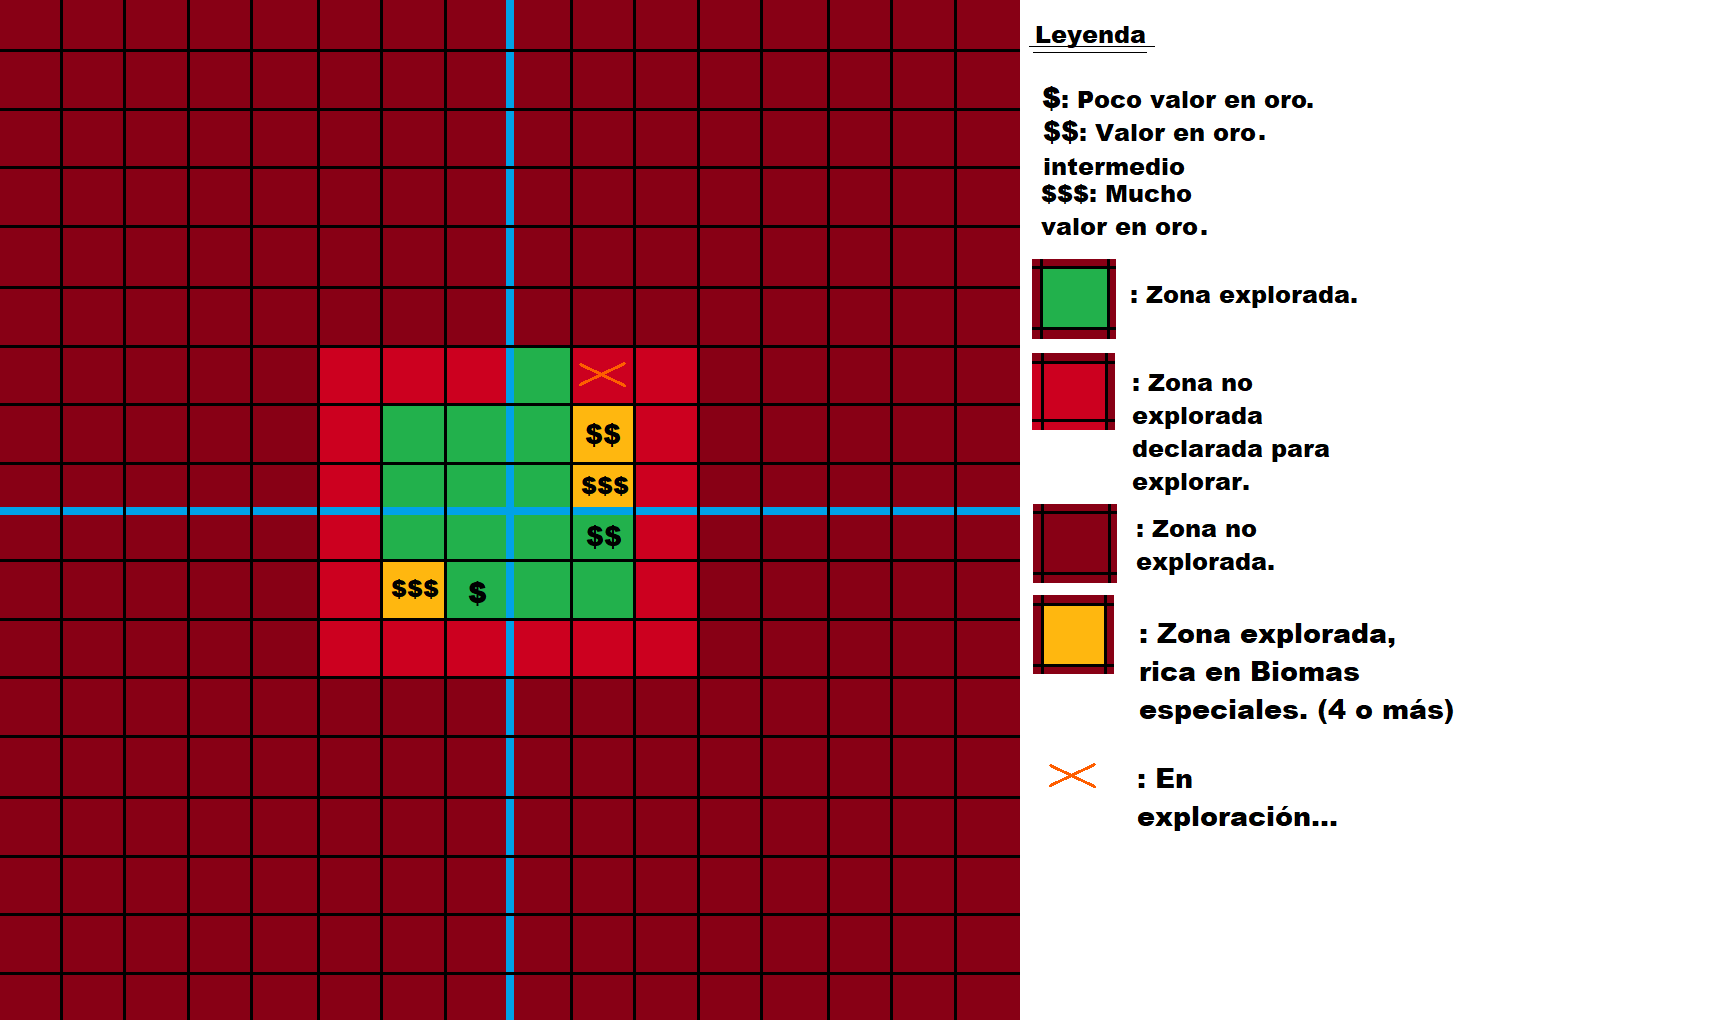 Leyenda
$: Poco valor en oro.
$$: Valor en oro.
intermedio
$$$: Mucho
valor en oro.
: Zona explorada.
: Zona no
explorada
declarada para
explorar.
: Zona no
explorada.
: Zona explorada,
rica en Biomas
especiales. (4 o más)
: En
exploración...
$$
$$$
$$
$$$
$